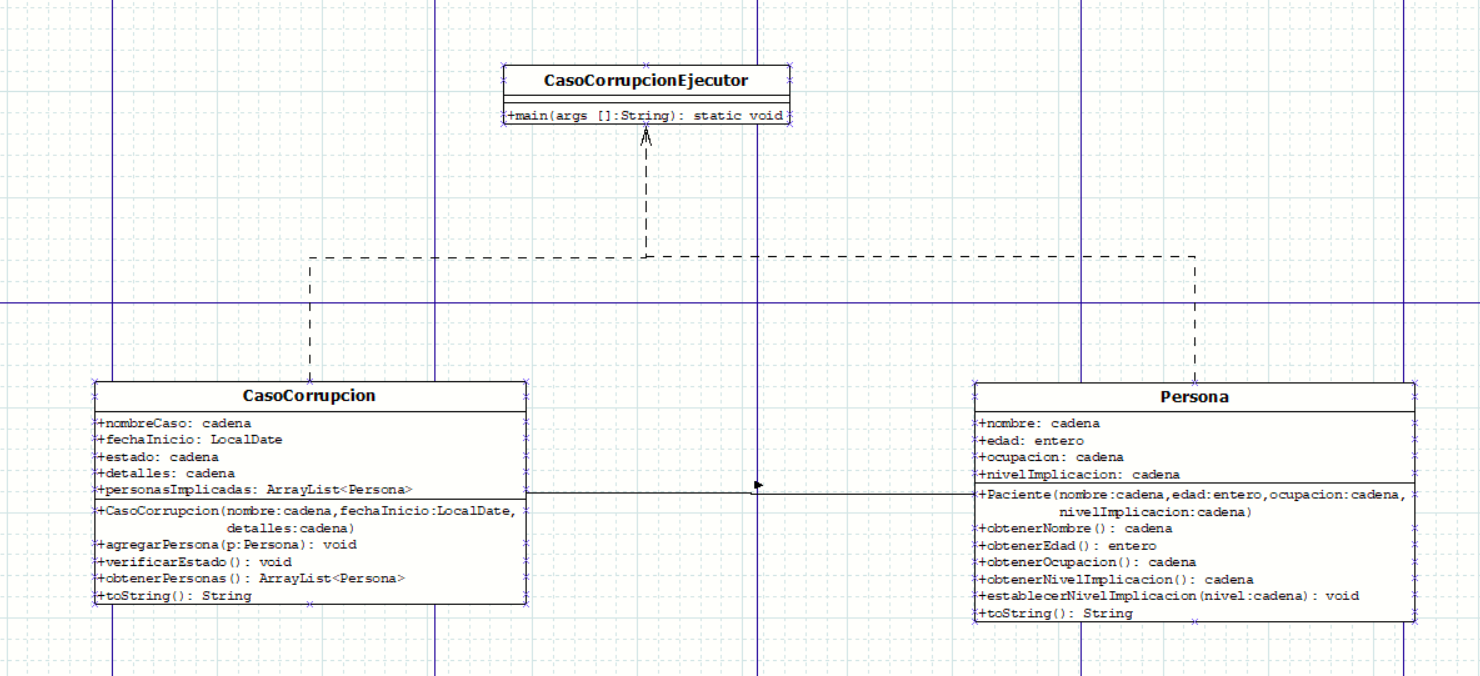 CasoCorrupcionEjecutor
+main(args []:String): static void
CasoCorrupcion
+nombreCaso: cadena
+fechaInicio: LocalDate
+estado: cadena
+detalles: cadena
+personasImplicadas: ArrayList<Persona>
+CasoCorrupcion(nombre:cadena,fechaInicio:LocalDate,
detalles:cadena)
+agregarPersona(p:Persona): void
+verificarEstado(): void
+obtenerPersonas(): ArrayList<Persona>
+toString(): String
Persona
+nombre: cadena
+edad: entero
+ocupacion: cadena
+nivelImplicacion: cadena
+Paciente(nombre:cadena,edad:entero,ocupacion:cadena,
nivelImplicacion:cadena)
+obtenerNombre(): cadena
+obtenerEdad(): entero
+obtenerOcupacion(): cadena
+obtenerNivelImplicacion(): cadena
+establecerNivelImplicacion(nivel:cadena): void
+toString(): String